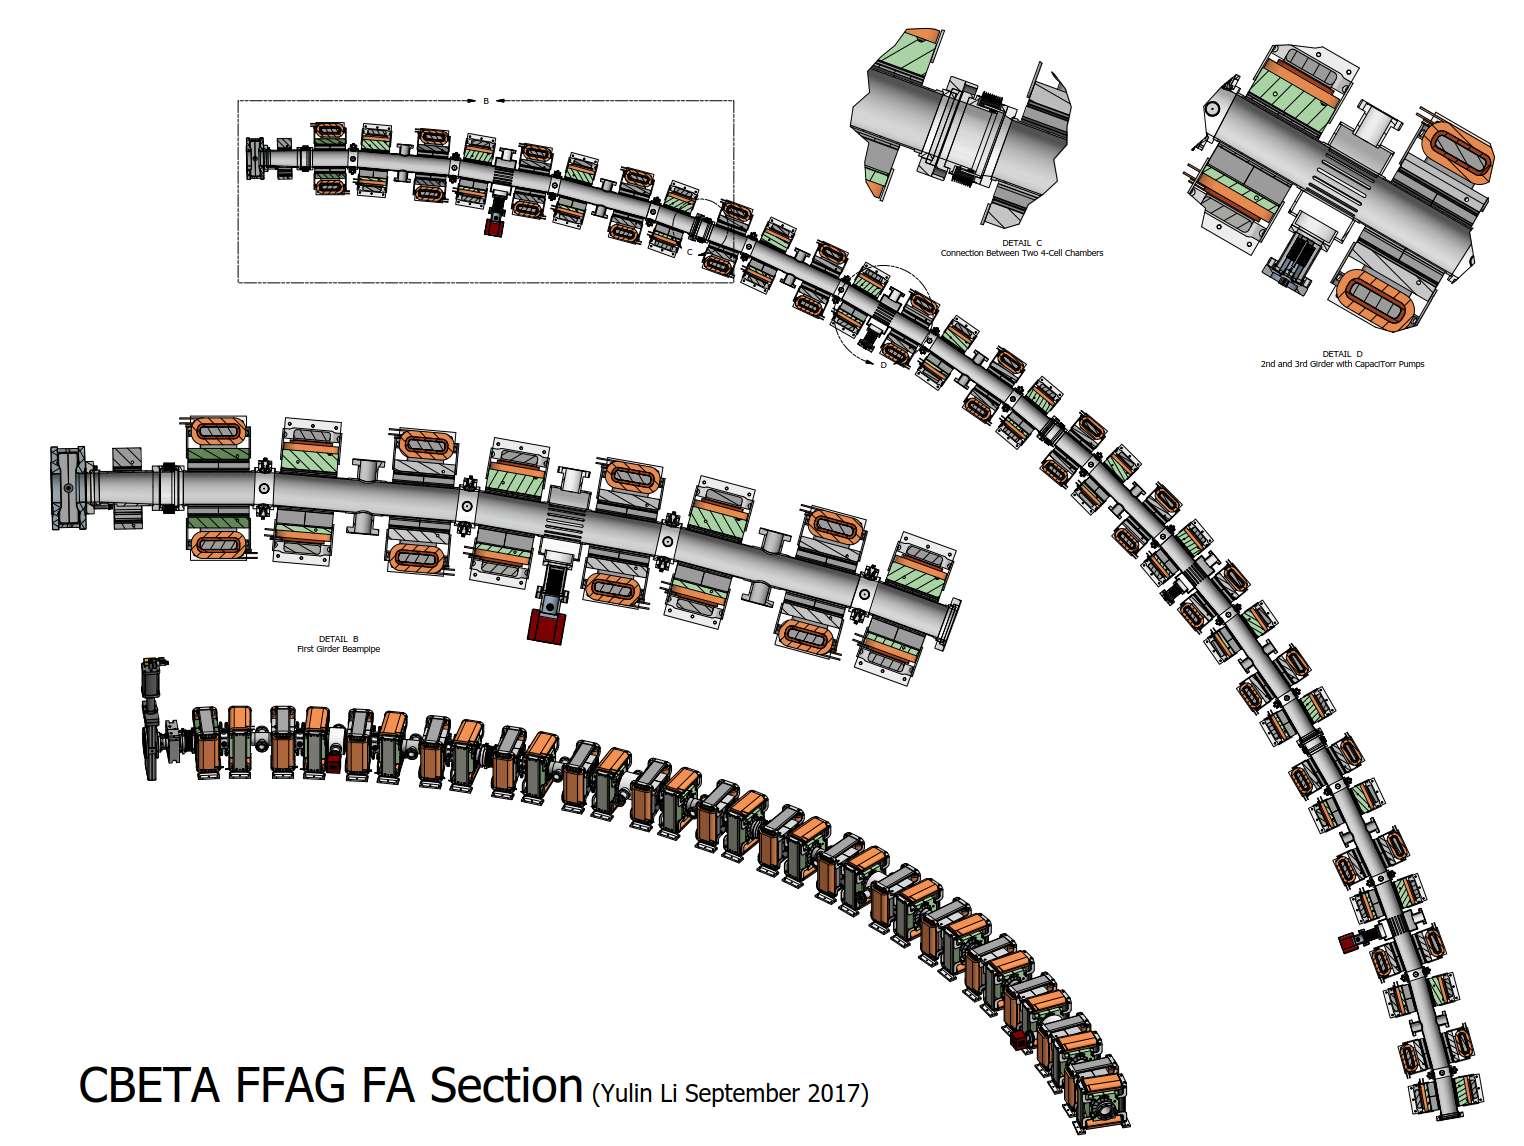 B
DETAIL C
Connection Between Two 4-Cell Chambers
C
D
DETAIL D
2nd and 3rd Girder with CapaciTorr Pumps
DETAIL B
First Girder Beampipe
CBETA FFAG FA Section (Yulin Li September 2017)